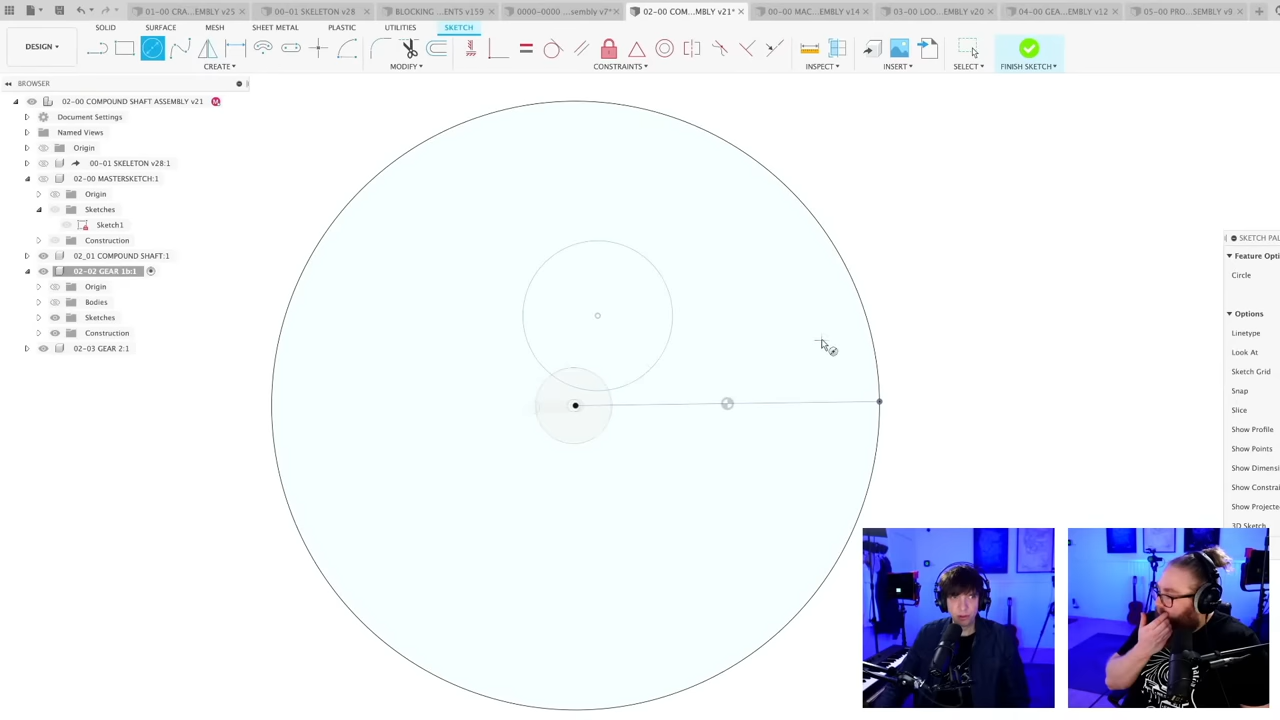 01-00 CRA...EMBLY v25
00-01 SKELETON v28
BLOCKING ...ENTS v159
0000-0000 ...sembly v7*
02-00 COM...MBLY v21*
00-00 MAC...MBLY v14
03-00 LOO...EMBLY v20
04-00 GEA...EMBLY v12
05-00 PRO...SEMBLY v9
SOLID
SURFACE
MESH
SHEET METAL
PLASTIC
UTILITIES
SKETCH
DESIGN
CREATE
MODIFY
CONSTRAINTS
INSPECT
INSERT
SELECT
FINISH SKETCH
BROWSER
02-00 COMPOUND SHAFT ASSEMBLY v21
Document Settings
Named Views
Origin
00-01 SKELETON v28:1
02-00 MASTERSKETCH:1
Origin
Sketches
Sketch1
Construction
02_01 COMPOUND SHAFT:1
02-02 GEAR 1b:1
Origin
Bodies
Sketches
Construction
02-03 GEAR 2:1
SKETCH PAL
Feature Opti
Circle
Options
Linetype
Look At
Sketch Grid
Snap
Slice
Show Profile
Show Points
Show Dimension
Show Constrai
Show Projecte
3D Sketch